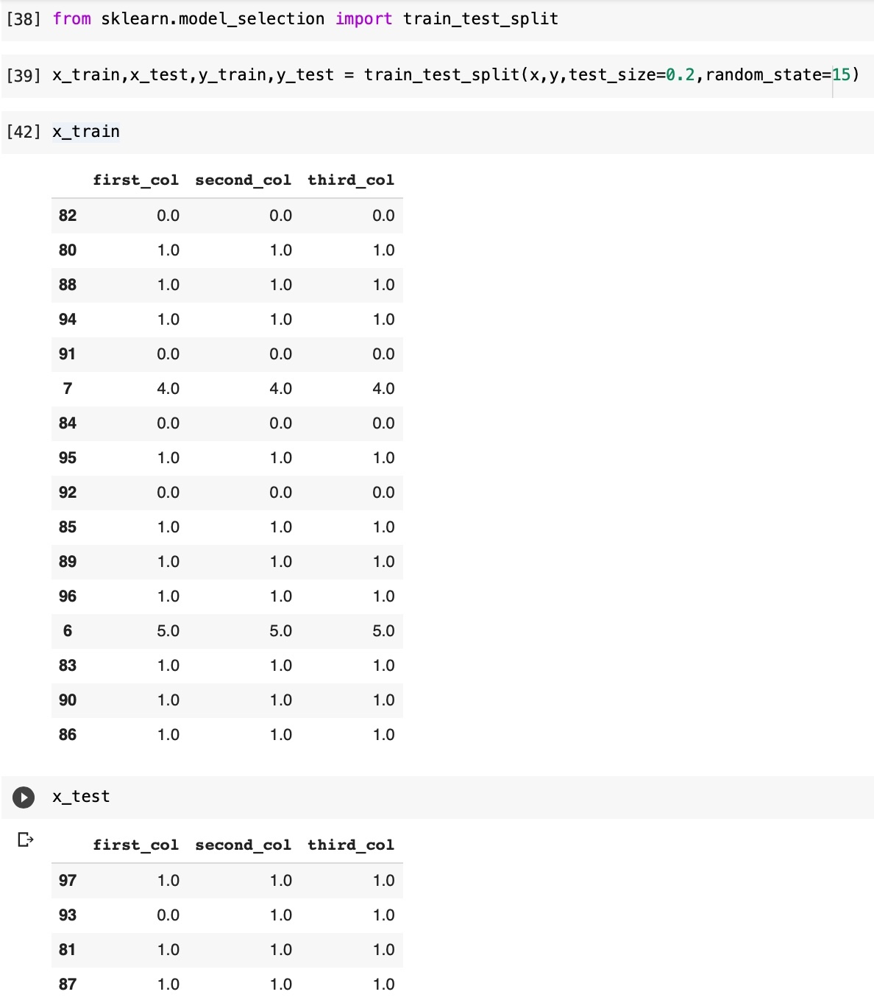 [38] from sklearn.model_selection import train_test_split
[39] x_train,x_test,y_train,y_test = train_test_split(x,y,test_size=0.2,random_state=15)
[42] x_train
first_col second_col third_col
82 0.0 0.0 0.0
80 1.0 1.0 1.0
88 1.0 1.0 1.0
94 1.0 1.0 1.0
91 0.0 0.0 0.0
7 4.0 4.0 4.0
84 0.0 0.0 0.0
95 1.0 1.0 1.0
92 0.0 0.0 0.0
85 1.0 1.0 1.0
89 1.0 1.0 1.0
96 1.0 1.0 1.0
6 5.0 5.0 5.0
83 1.0 1.0 1.0
90 1.0 1.0 1.0
86 1.0 1.0 1.0
x_test
first_col second_col third_col
97 1.0 1.0 1.0
93 0.0 1.0 1.0
81 1.0 1.0 1.0
87 1.0 1.0 1.0